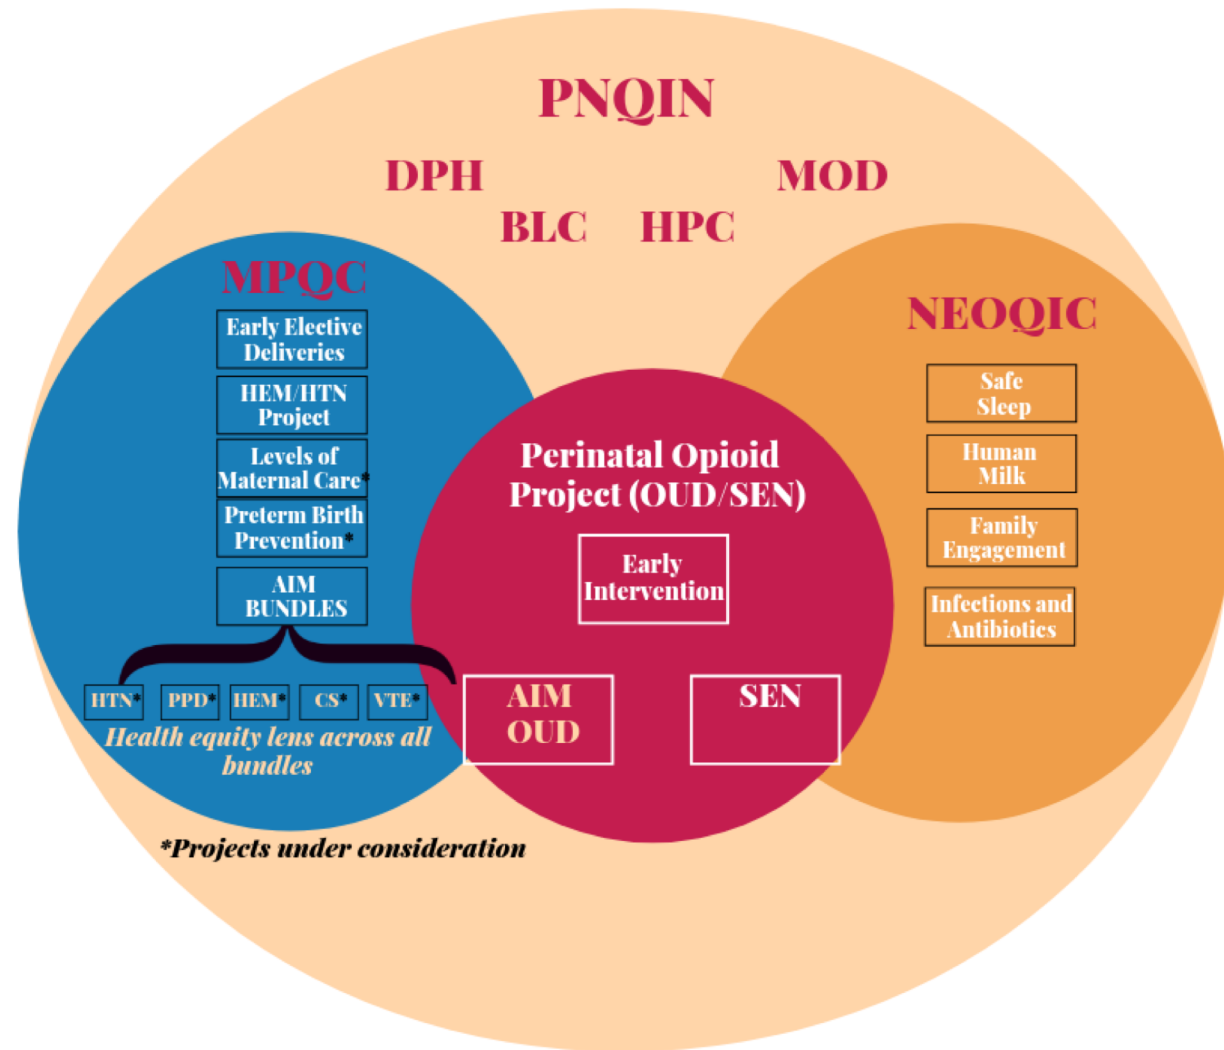 PNQIN
DPH
MOD
BLC
HPC
MPQC
Early Elective
Deliveries
HEM/HTN
Project
Levels of
Maternal Care*
Preterm Birth
Prevention*
AIM
BUNDLES
HTN*
PPD*
HEM*
CS*
VTE*
Health equity lens across all
bundles
*Projects under consideration
Perinatal Opioid
Project (OUD/SEN)
Early
Intervention
AIM
OUD
SEN
NEOQIC
Safe
Sleep
Human
Milk
Family
Engagement
Infections and
Antibiotics